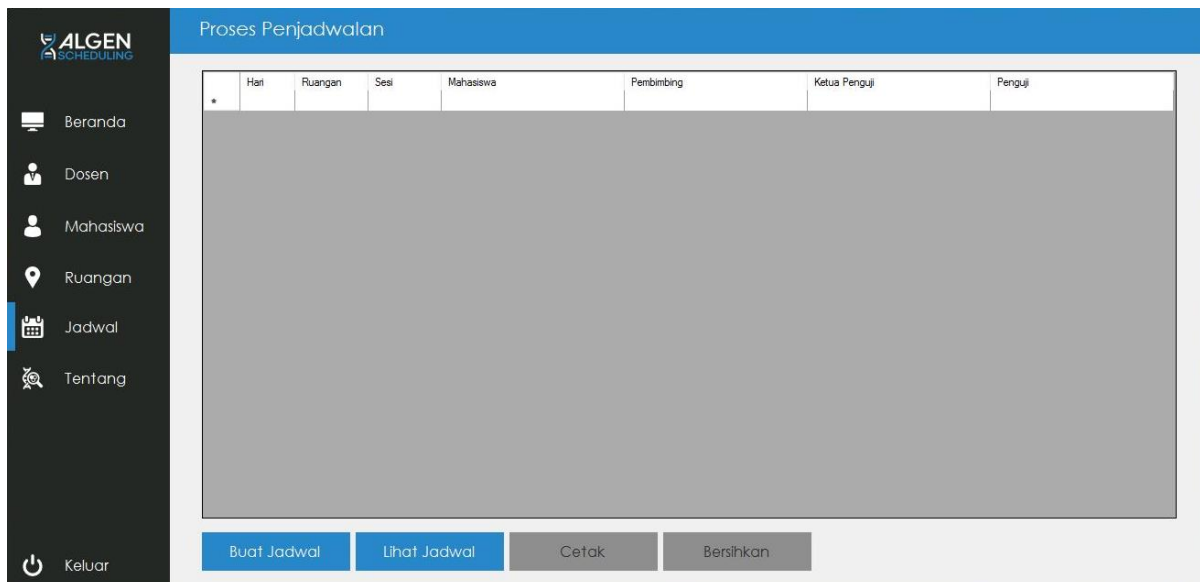 ALGEN
SCHEDULING
Proses Penjadwalan
Hari Ruangan Sesi Mahasiswa Pembimbing Ketua Penguji Penguji
*
Beranda
Dosen
Mahasiswa
Ruangan
Jadwal
Tentang
Keluar
Buat Jadwal Lihat Jadwal Cetak Bersihkan